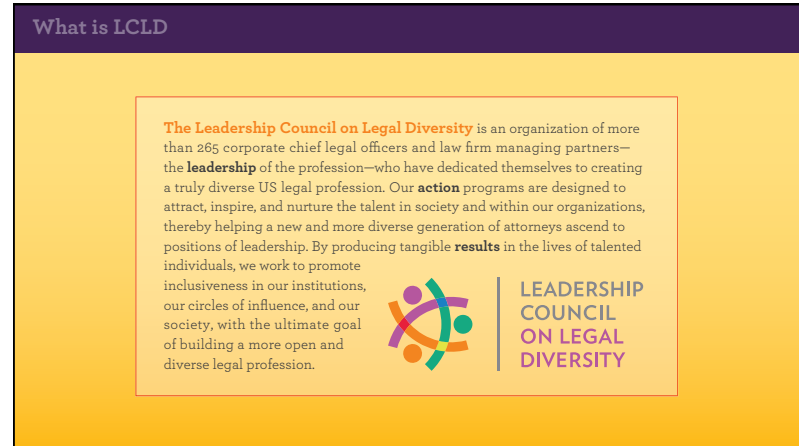 What is LCLD
The Leadership Council on Legal Diversity is an organization of more
than 265 corporate chief legal officers and law firm managing partners—
the leadership of the profession—who have dedicated themselves to creating
a truly diverse US legal profession. Our action programs are designed to
attract, inspire, and nurture the talent in society and within our organizations,
thereby helping a new and more diverse generation of attorneys ascend to
positions of leadership. By producing tangible results in the lives of talented
individuals, we work to promote
inclusiveness in our institutions,
our circles of influence, and our
society, with the ultimate goal
of building a more open and
diverse legal profession.
LEADERSHIP
COUNCIL
ON LEGAL
DIVERSITY